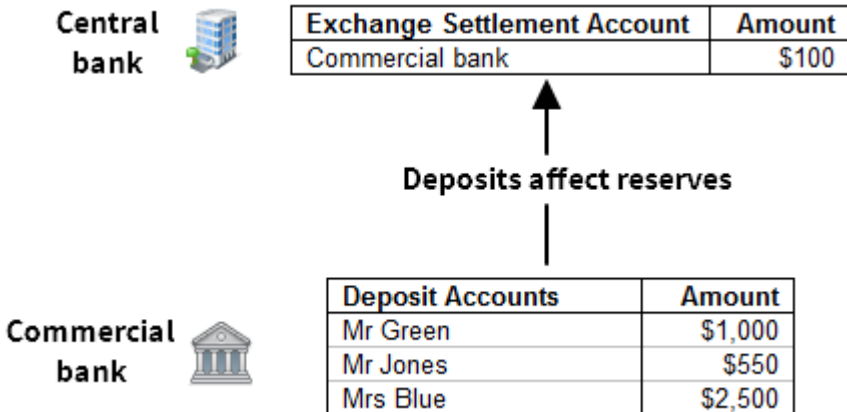 Central bank
Exchange Settlement Account Amount
Commercial bank $100
Deposits affect reserves
Deposit Accounts Amount
Commercial bank
Mr Green $1,000
Mr Jones $550
Mrs Blue $2,500